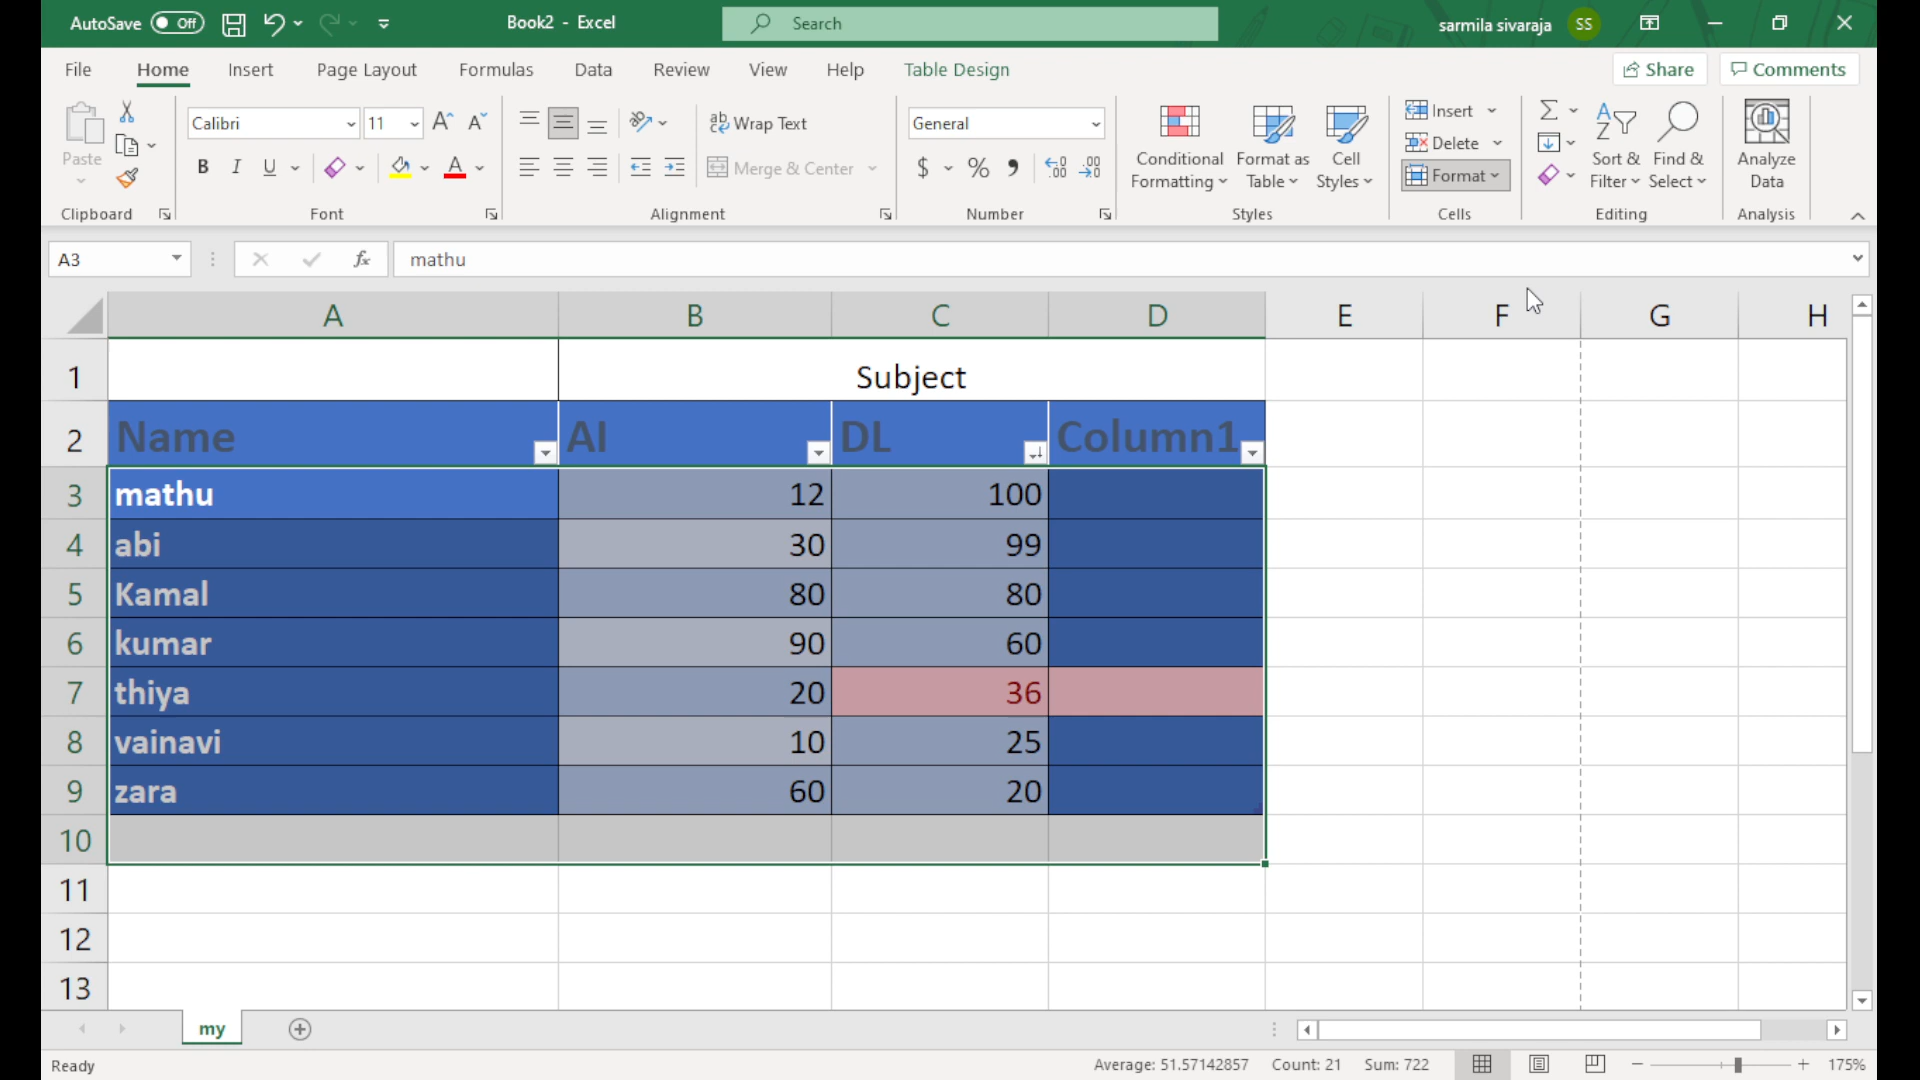 AutoSave Off Book2 - Excel Search sarmila sivaraja SS
File Home Insert Page Layout Formulas Data Review View Help Table Design Share Comments
Paste Calibri 11 Wrap Text General Conditional Formatting Format as Table Cell Styles Insert Delete Format Sort & Filter Find & Select Analyze Data
B I U A Merge & Center $ %
Clipboard Font Alignment Number Styles Cells Editing Analysis
A3 fx mathu
A B C D E F G H
1 Subject
2 Name AI DL Column1
3 mathu 12 100
4 abi 30 99
5 Kamal 80 80
6 kumar 90 60
7 thiya 20 36
8 vainavi 10 25
9 zara 60 20
10
11
12
13
my
Ready Average: 51.57142857 Count: 21 Sum: 722 175%